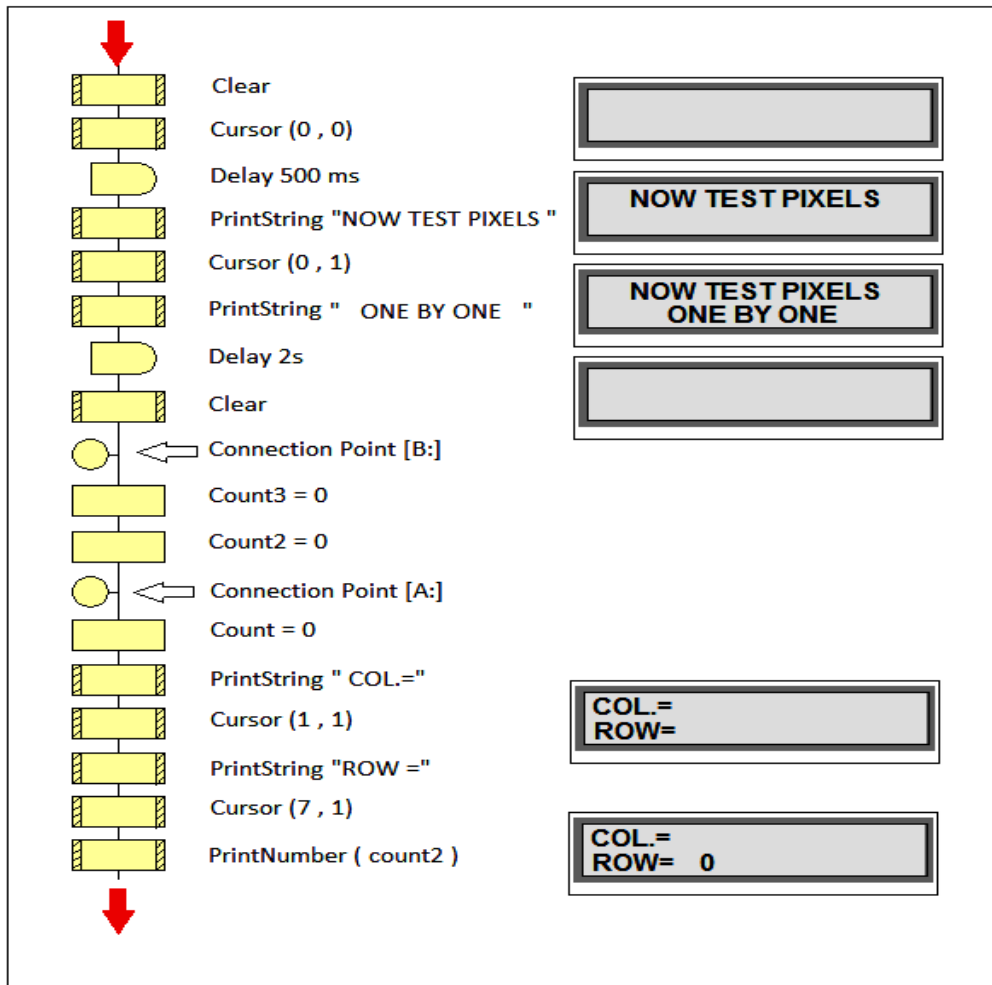 Clear
Cursor (0 , 0)
Delay 500 ms
NOW TEST PIXELS
PrintString "NOW TEST PIXELS "
Cursor (0 , 1)
NOW TEST PIXELS
ONE BY ONE
PrintString "   ONE BY ONE   "
Delay 2s
Clear
Connection Point [B:]
Count3 = 0
Count2 = 0
Connection Point [A:]
Count = 0
PrintString " COL.="
COL.=
Cursor (1 , 1)
ROW=
PrintString "ROW ="
Cursor (7 , 1)
COL.=
PrintNumber ( count2 )
ROW=   0